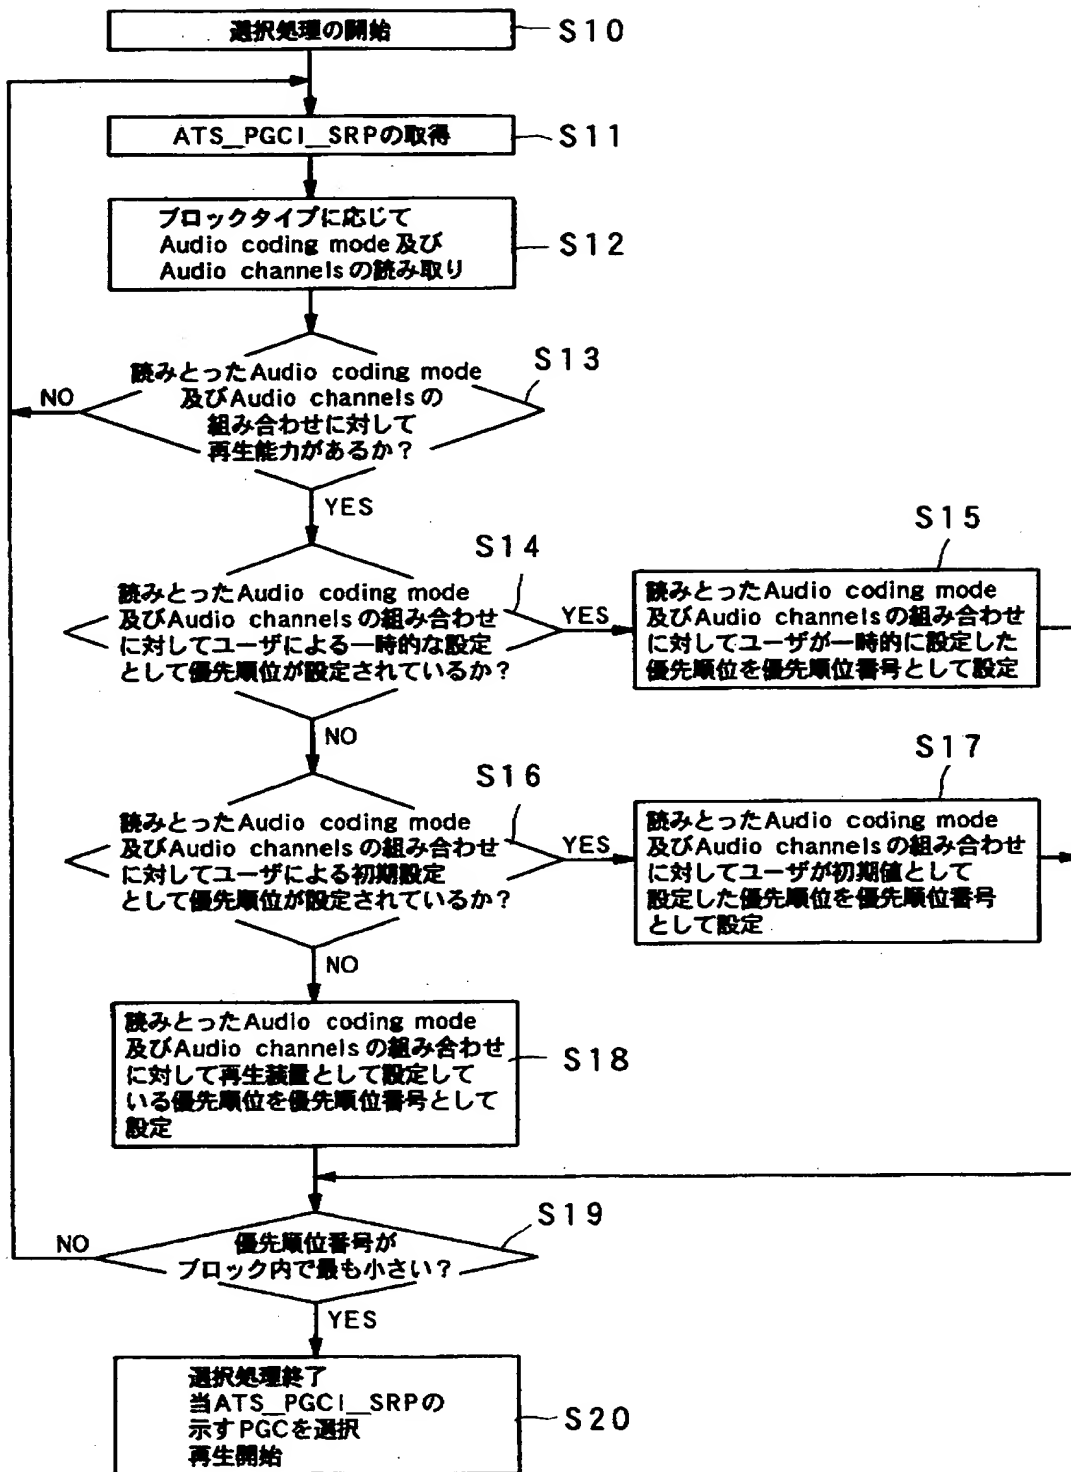 選択処理の開始
S10
ATS_PGCI_SRPの取得
S11
ブロックタイプに応じて
Audio coding mode及び
Audio channelsの読み取り
S12
S13
読みとったAudio coding mode
及びAudio channelsの
組み合わせに対して
再生能力があるか?
NO
YES
S14
読みとったAudio coding mode
及びAudio channelsの組み合わせ
に対してユーザによる一時的な設定
として優先順位が設定されているか?
YES
NO
S15
読みとったAudio coding mode
及びAudio channelsの組み合わせ
に対してユーザが一時的に設定した
優先順位を優先順位番号として設定
S16
読みとったAudio coding mode
及びAudio channelsの組み合わせ
に対してユーザによる初期設定
として優先順位が設定されているか?
YES
NO
S17
読みとったAudio coding mode
及びAudio channelsの組み合わせ
に対してユーザが初期値として
設定した優先順位を優先順位番号
として設定
読みとったAudio coding mode
及びAudio channelsの組み合わせ
に対して再生装置として設定して
いる優先順位を優先順位番号として
設定
S18
S19
優先順位番号が
ブロック内で最も小さい?
NO
YES
選択処理終了
当ATS_PGCI_SRPの
示すPGCを選択
再生開始
S20